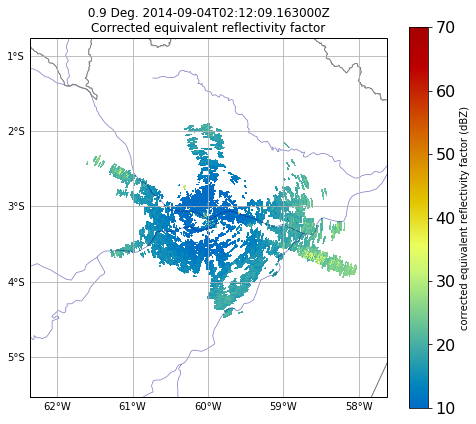 0.9 Deg. 2014-09-04T02:12:09.163000Z
Corrected equivalent reflectivity factor
1°S
2°S
3°S
4°S
5°S
62°W
61°W
60°W
59°W
58°W
70
60
50
40
30
20
10
corrected equivalent reflectivity factor (dBZ)